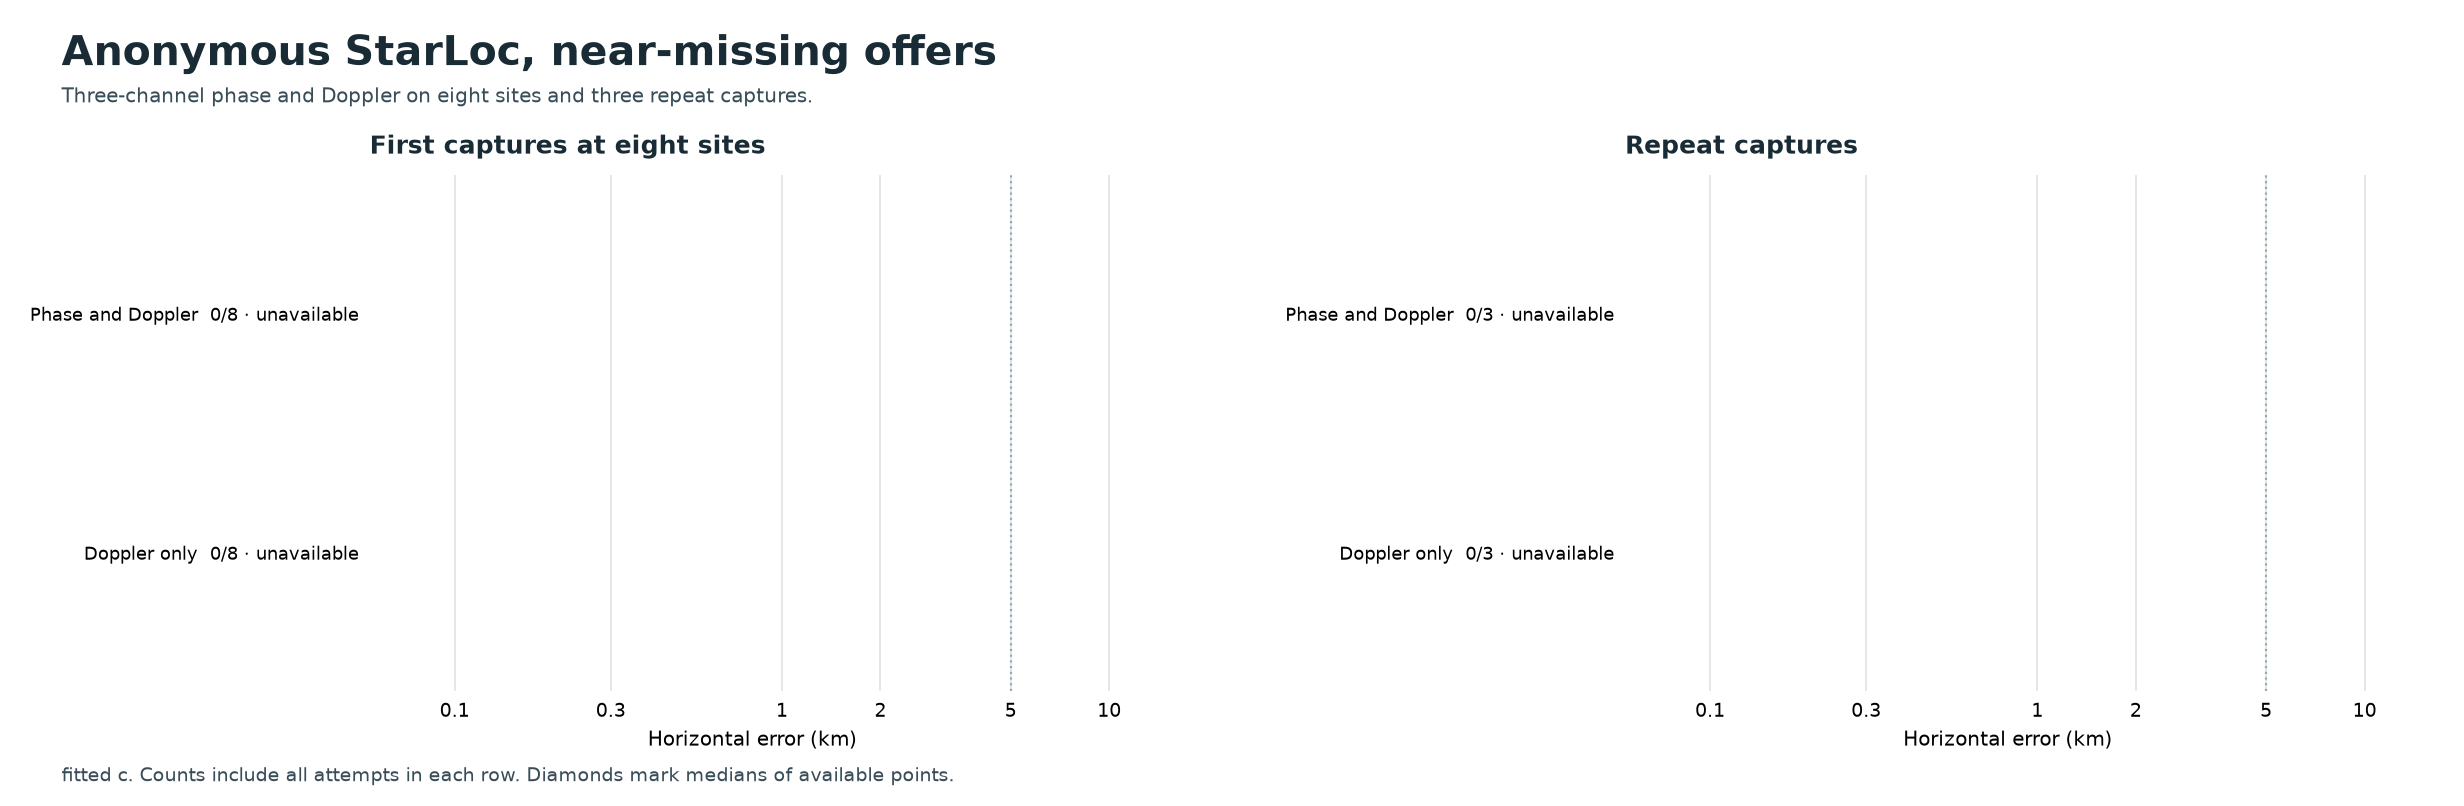 Anonymous StarLoc, near-missing offers
Three-channel phase and Doppler on eight sites and three repeat captures.
First captures at eight sites
Phase and Doppler 0/8 · unavailable
Doppler only 0/8 · unavailable
0.1 0.3 1 2 5 10
Horizontal error (km)
Repeat captures
Phase and Doppler 0/3 · unavailable
Doppler only 0/3 · unavailable
0.1 0.3 1 2 5 10
Horizontal error (km)
fitted c. Counts include all attempts in each row. Diamonds mark medians of available points.